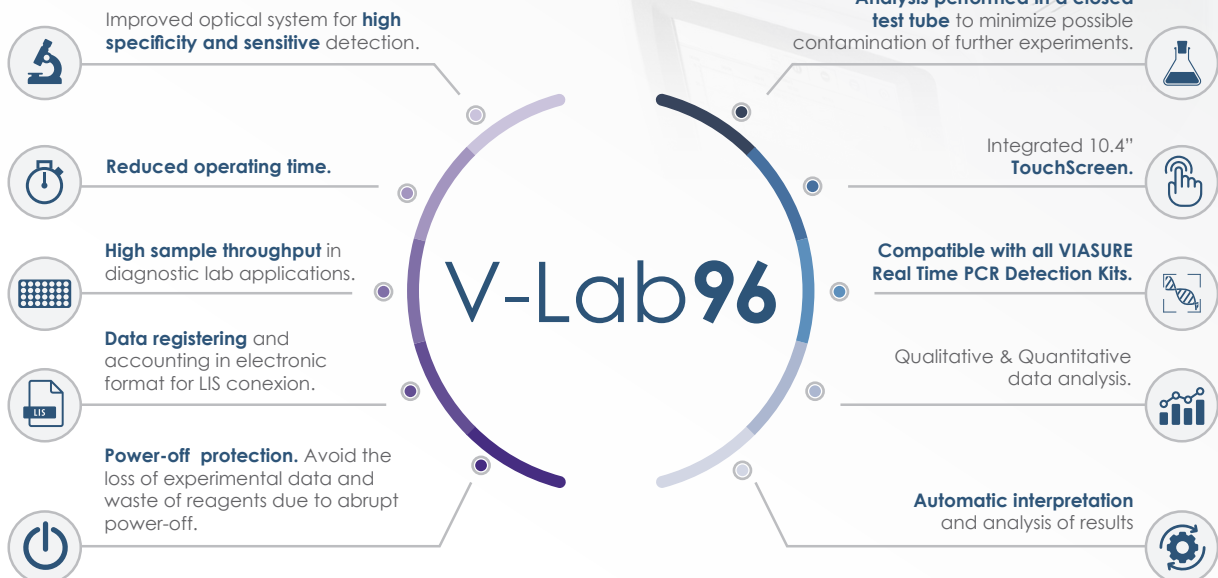 Improved optical system for high
specificity and sensitive detection.
Reduced operating time.
High sample throughput in
diagnostic lab applications.
Data registering and
accounting in electronic
format for LIS conexion.
LIS
Power-off protection. Avoid the
loss of experimental data and
waste of reagents due to abrupt
power-off.
V-Lab96
Analysis performed in a closed
test tube to minimize possible
contamination of further experiments.
Integrated 10.4”
TouchScreen.
Compatible with all VIASURE
Real Time PCR Detection Kits.
Qualitative & Quantitative
data analysis.
Automatic interpretation
and analysis of results